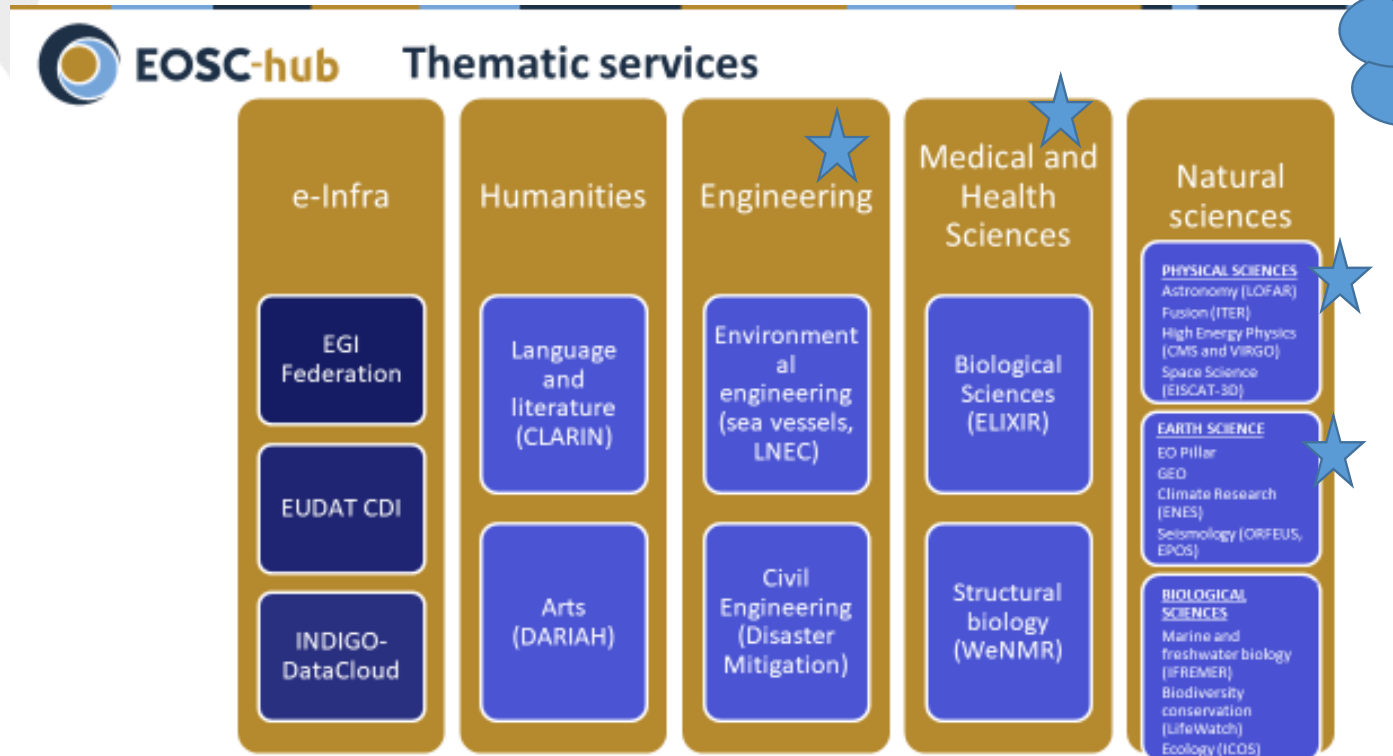 EOSC-hub
Thematic services
e-Infra
EGI
Federation
EUDAT CDI
INDIGO-
DataCloud
Humanities
Language
and
literature
(CLARIN)
Arts
(DARIAH)
Engineering
Environment
al
engineering
(sea vessels,
LNEC)
Civil
Engineering
(Disaster
Mitigation)
Medical and
Health
Sciences
Biological
Sciences
(ELIXIR)
Structural
biology
(WeNMR)
Natural
sciences
PHYSICAL SCIENCES
Astronomy (LOFAR)
Fusion (ITER)
High Energy Physics
(CMS and VIRGO)
Space Science
(EISCAT-3D)
EARTH SCIENCE
EO Pillar
GEO
Climate Research
(ENES)
Seismology (ORFEUS,
EPOS)
BIOLOGICAL
SCIENCES
Marine and
freshwater biology
(IFREMER)
Biodiversity
conservation
(LifeWatch)
Ecology (ICOS)